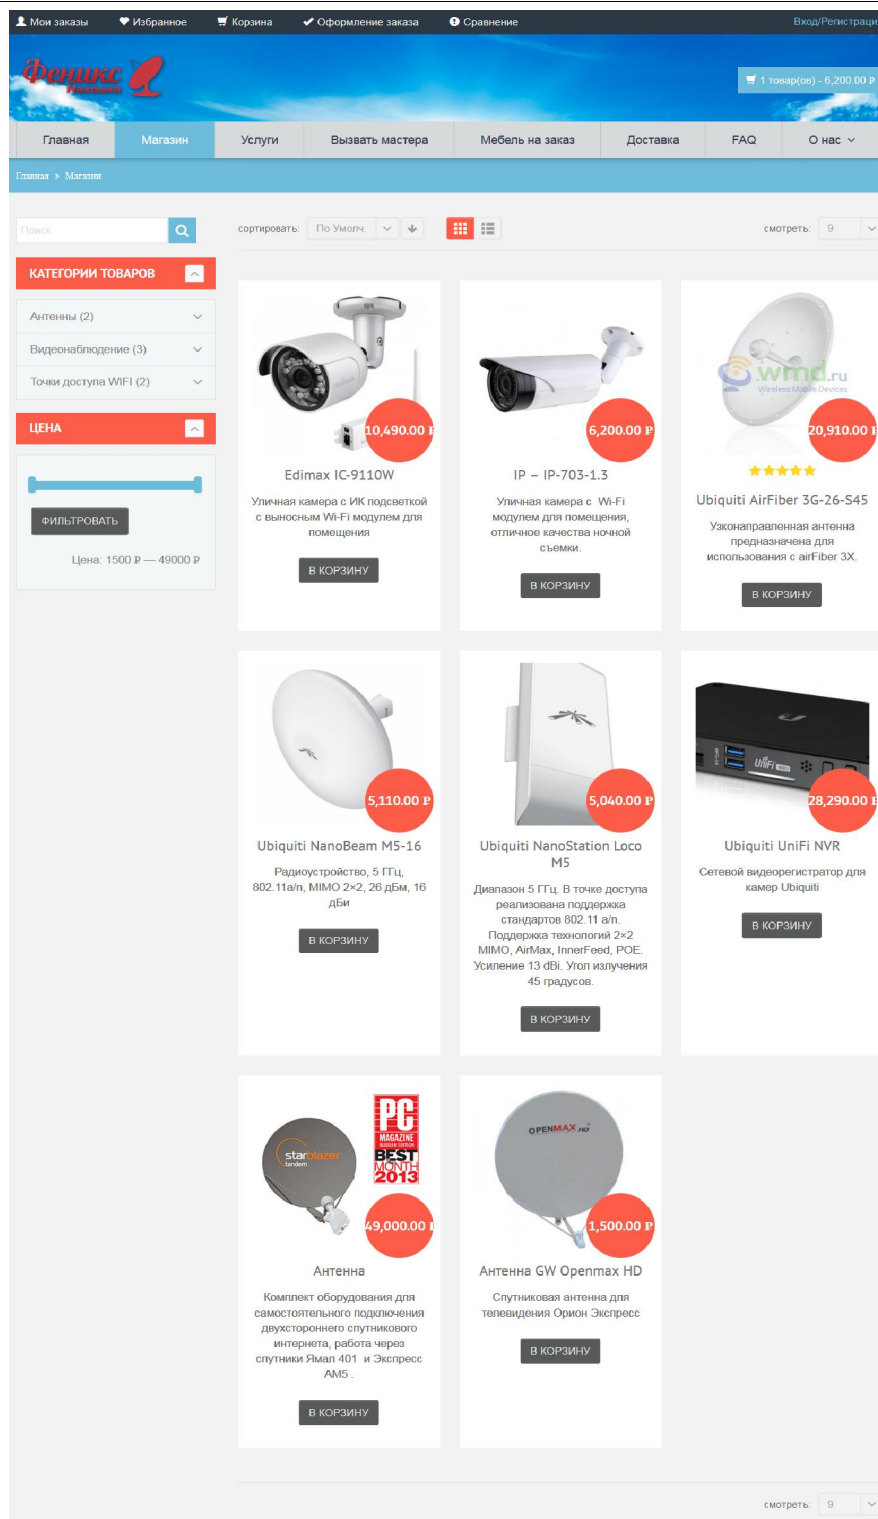 Мои заказы Избранное Корзина Оформление заказа Сравнение Вход/Регистраци
Феникс
1 товар(ов) - 6,200.00 ₽
Главная Магазин Услуги Вызвать мастера Мебель на заказ Доставка FAQ О нас
Главная > Магазин
Поиск
сортировать: По Умолч. смотреть: 9
КАТЕГОРИИ ТОВАРОВ
Антенны (2)
Видеонаблюдение (3)
Точки доступа WIFI (2)
ЦЕНА
ФИЛЬТРОВАТЬ
Цена: 1500 ₽ — 49000 ₽
10,490.00 ₽
Edimax IC-9110W
Уличная камера с ИК подсветкой
с выносным Wi-Fi модулем для
помещения
В КОРЗИНУ
6,200.00 ₽
IP – IP-703-1.3
Уличная камера с Wi-Fi
модулем для помещения,
отличное качества ночной
съемки.
В КОРЗИНУ
wmd.ru
Wireless Mobile Devices
20,910.00 ₽
Ubiquiti AirFiber 3G-26-S45
Узконаправленная антенна
предназначена для
использования с airFiber 3X.
В КОРЗИНУ
5,110.00 ₽
Ubiquiti NanoBeam M5-16
Радиоустройство, 5 ГГц,
802.11a/n, MIMO 2×2, 26 дБм, 16
дБи
В КОРЗИНУ
5,040.00 ₽
Ubiquiti NanoStation Loco
M5
Диапазон 5 ГГц. В точке доступа
реализована поддержка
стандартов 802.11 a/n.
Поддержка технологий 2×2
MIMO, AirMax, InnerFeed, POE.
Усиление 13 dBi. Угол излучения
45 градусов.
В КОРЗИНУ
UniFi
28,290.00 ₽
Ubiquiti UniFi NVR
Сетевой видеорегистратор для
камер Ubiquiti
В КОРЗИНУ
starblazer
tandem
PC
MAGAZINE
RUSSIAN EDITION
BEST
MONTH
2013
49,000.00 ₽
Антенна
Комплект оборудования для
самостоятельного подключения
двухстороннего спутникового
интернета, работа через
спутники Ямал 401 и Экспресс
АМ5 .
В КОРЗИНУ
OPENMAX HD
1,500.00 ₽
Антенна GW Openmax HD
Спутниковая антенна для
телевидения Орион Экспресс
В КОРЗИНУ
смотреть: 9